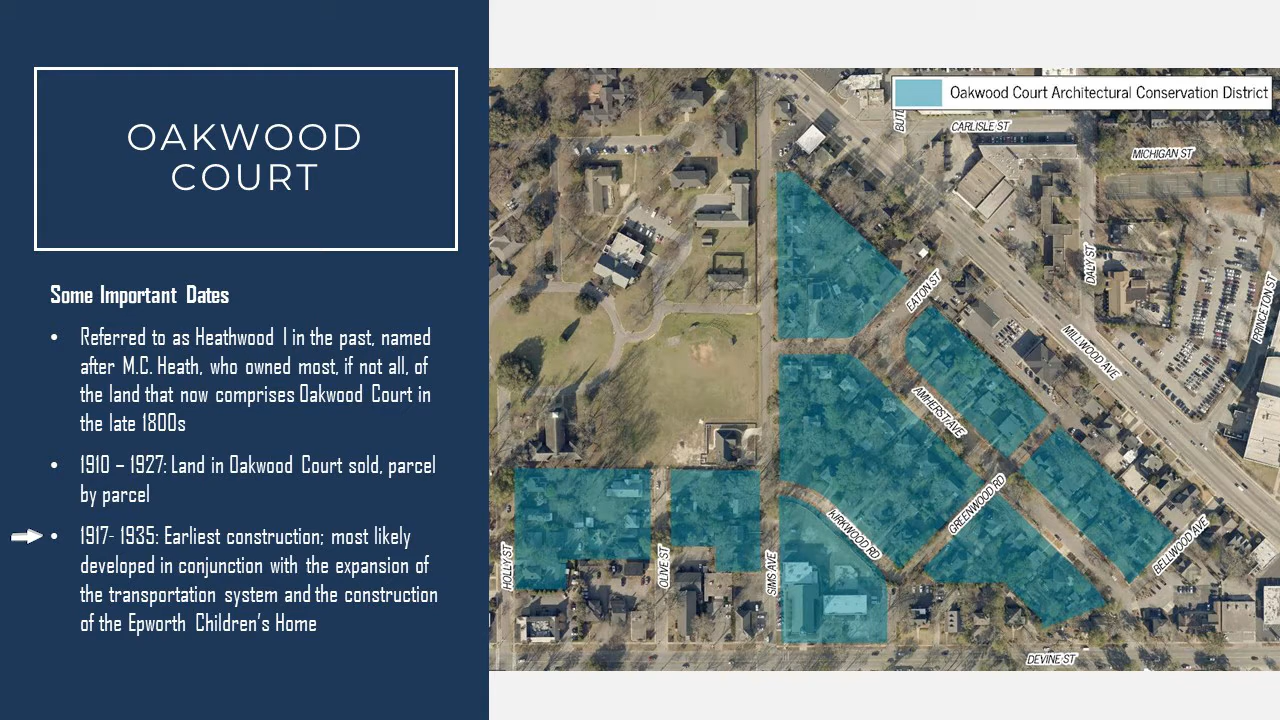 OAKWOOD
COURT
Some Important Dates
• Referred to as Heathwood I in the past, named
after M.C. Heath, who owned most, if not all, of
the land that now comprises Oakwood Court in
the late 1800s
• 1910 – 1927: Land in Oakwood Court sold, parcel
by parcel
• 1917- 1935: Earliest construction; most likely
developed in conjunction with the expansion of
the transportation system and the construction
of the Epworth Children's Home
Oakwood Court Architectural Conservation District
CARLISLE ST
MICHIGAN ST
DALY ST
PRINCETON ST
EATON ST
MILLWOOD AVE
AMHERST AVE
GREENWOOD RD
KIRKWOOD RD
BELLWOOD AVE
HOLLY ST
OLIVE ST
SIMS AVE
DEVINE ST